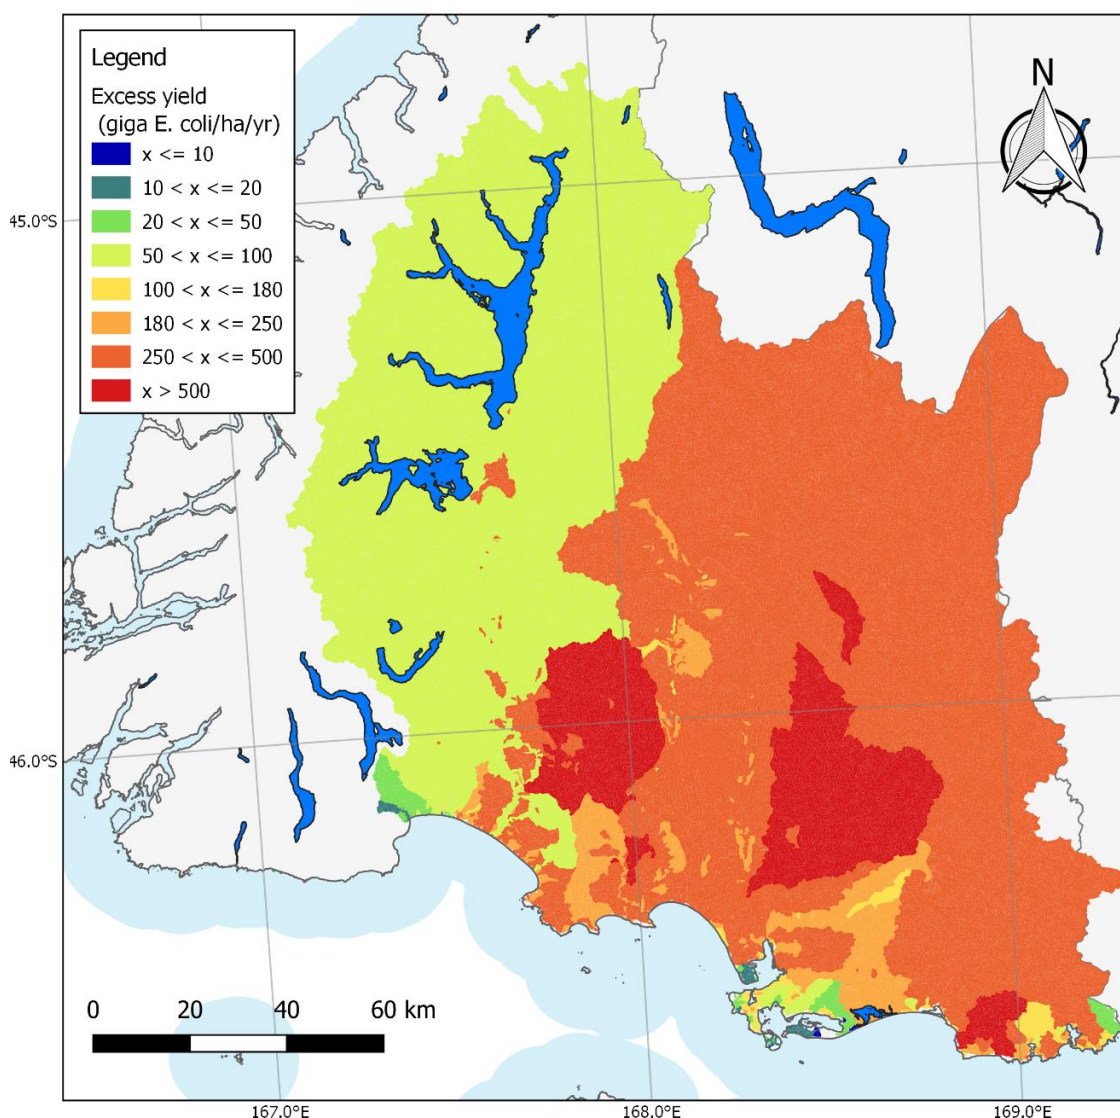 Legend
Excess yield
(giga E. coli/ha/yr)
x <= 10
10 < x <= 20
20 < x <= 50
50 < x <= 100
100 < x <= 180
180 < x <= 250
250 < x <= 500
x > 500
N
45.0°S
46.0°S
0 20 40 60 km
167.0°E 168.0°E 169.0°E